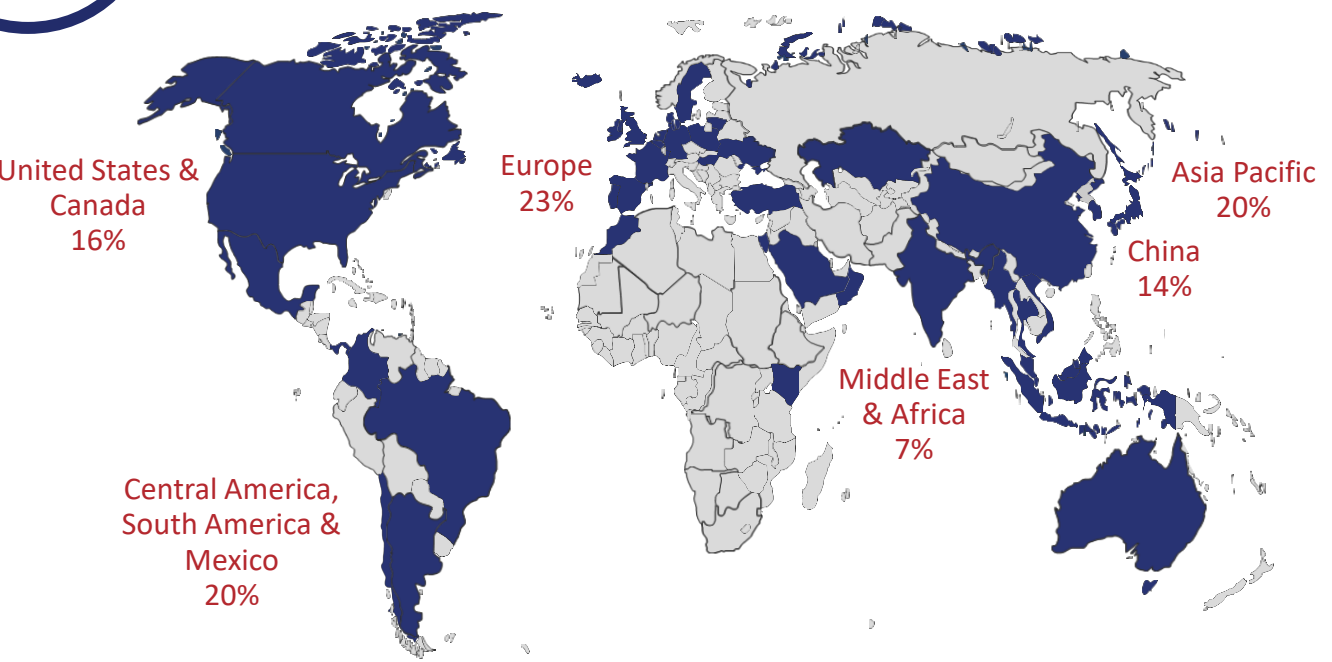 United States &
Canada
16%
Europe
23%
Asia Pacific
20%
China
14%
Middle East
& Africa
7%
Central America,
South America &
Mexico
20%